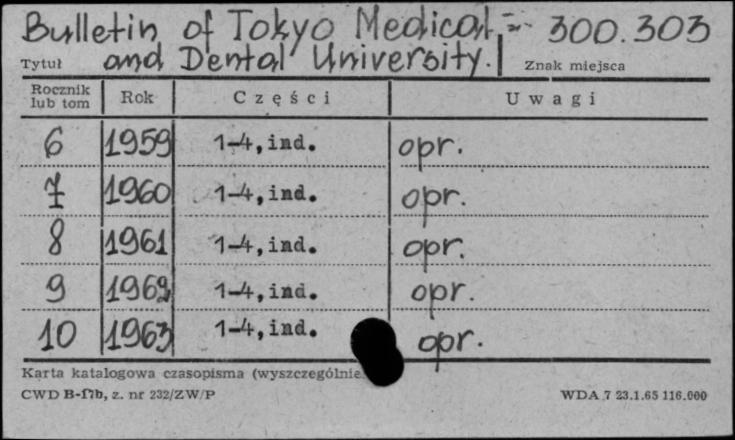 Bulletin of Tokyo Medical 300.303
Tytuł and Dental University. Znak miejsca
Rocznik lub tom Rok Części Uwagi
6 1959 1-4, ind. opr.
7 1960 1-4, ind. opr.
8 1961 1-4, ind. opr.
9 1962 1-4, ind. opr.
10 1963 1-4, ind. opr.
Karta katalogowa czasopisma (wyszczególnie
CWD B-17b, z. nr 232/ZW/P WDA 7 23.1.65 116.000